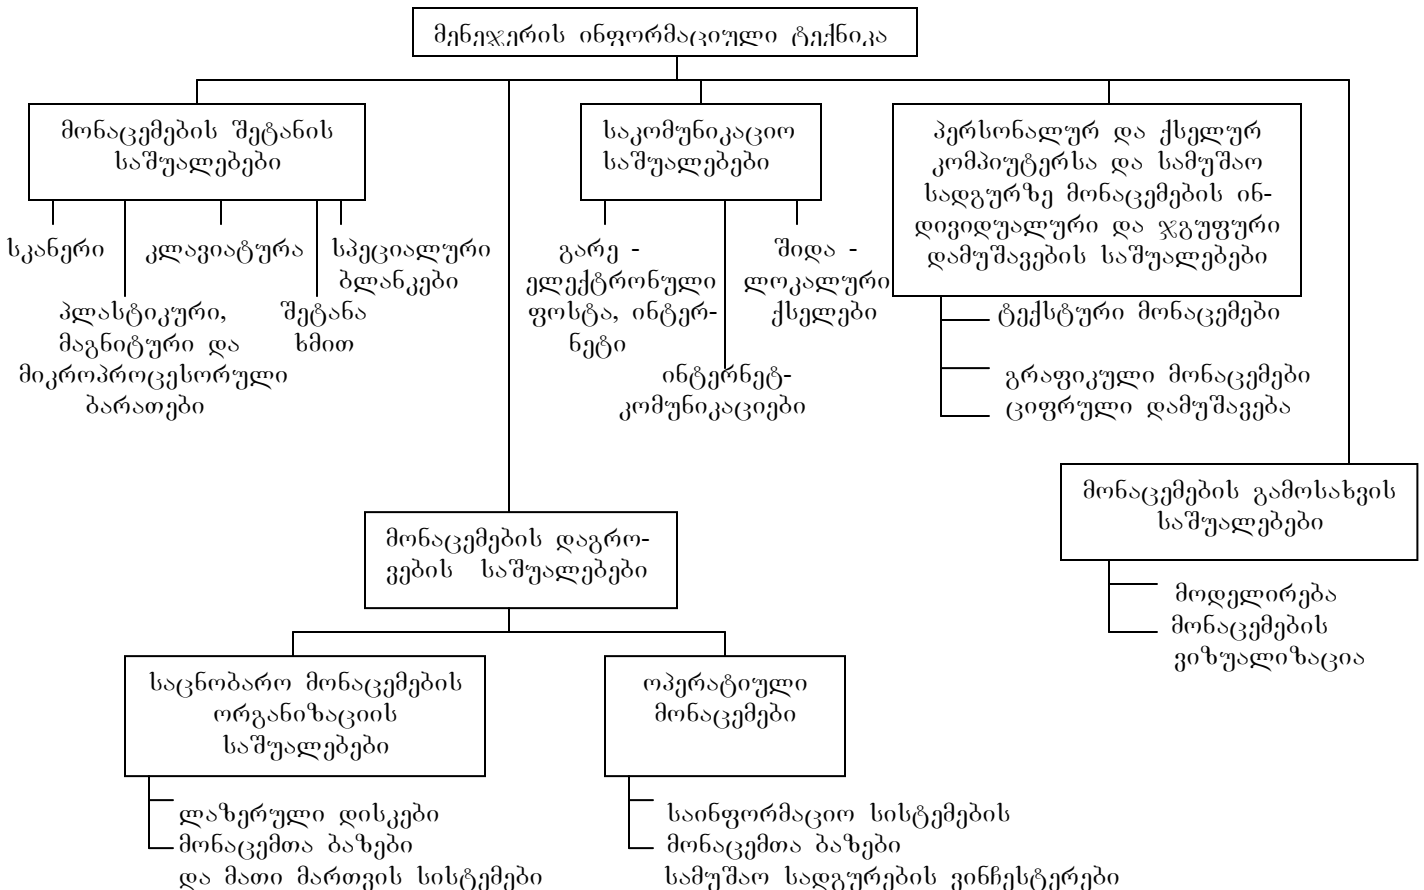 მენეჯერის ინფორმაციული ტექნიკა
მონაცემების შეტანის
საშუალებები
სკანერი
პლასტიკური,
მაგნიტური და
მიკროპროცესორული
ბარათები
კლავიატურა
შეტანა
ხმით
სპეციალური
ბლანკები
საკომუნიკაციო
საშუალებები
გარე -
ელექტრონული
ფოსტა, ინტერ-
ნეტი
ინტერნეტ-
კომუნიკაციები
შიდა -
ლოკალური
ქსელები
პერსონალურ და ქსელურ
კომპიუტერსა და სამუშაო
სადგურზე მონაცემების ინ-
დივიდუალური და ჯგუფური
დამუშავების საშუალებები
ტექსტური მონაცემები
გრაფიკული მონაცემები
ციფრული დამუშავება
მონაცემების გამოსახვის
საშუალებები
მოდელირება
მონაცემების
ვიზუალიზაცია
მონაცემების დაგრო-
ვების საშუალებები
საცნობარო მონაცემების
ორგანიზაციის
საშუალებები
ლაზერული დისკები
მონაცემთა ბაზები
და მათი მართვის სისტემები
ოპერატიული
მონაცემები
საინფორმაციო სისტემების
მონაცემთა ბაზები
სამუშაო სადგურების ვინჩესტერები